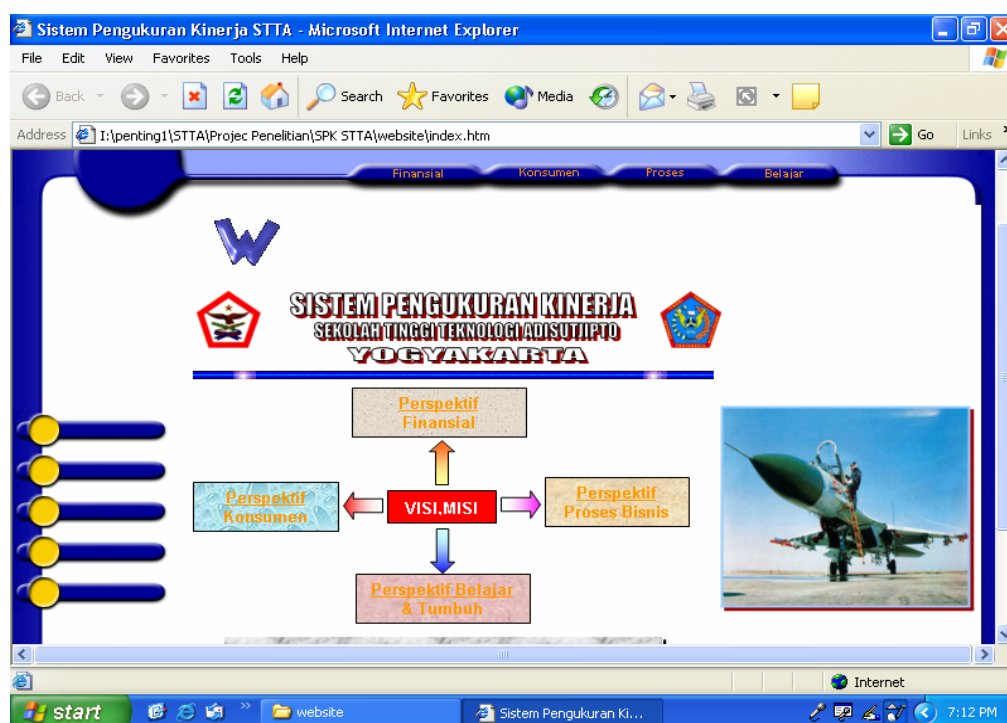 Sistem Pengukuran Kinerja STTA - Microsoft Internet Explorer
File Edit View Favorites Tools Help
Back Search Favorites Media
Address I:\penting1\STTA\Projec Penelitian\SPK STTA\website\index.htm Go Links
Finansial Konsumen Proses Belajar
W
SISTEM PENGUKURAN KINERJA
SEKOLAH TINGGI TEKNOLOGI ADISUTJIPTO
YOGYAKARTA
Perspektif
Finansial
Perspektif
Konsumen
VISI,MISI
Perspektif
Proses Bisnis
Perspektif Belajar
& Tumbuh
Internet
start website Sistem Pengukuran Ki... 7:12 PM